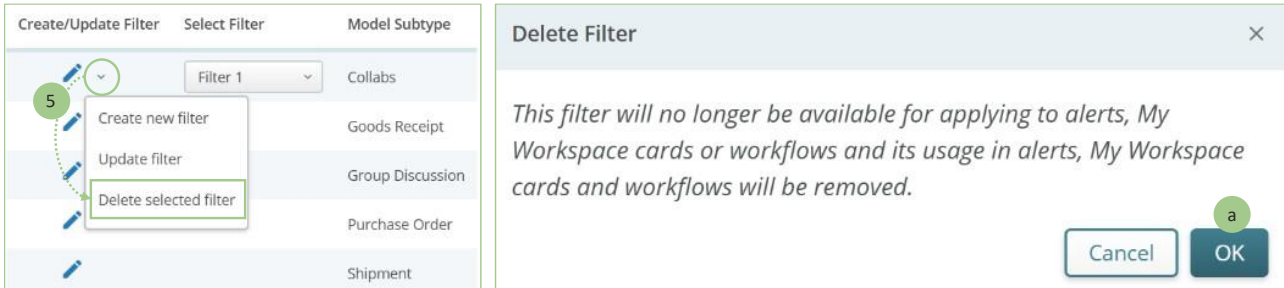 Create/Update Filter Select Filter Model Subtype
Filter 1 Collabs
5
Create new filter Goods Receipt
Update filter
Group Discussion
Delete selected filter
Purchase Order
Shipment
Delete Filter
This filter will no longer be available for applying to alerts, My
Workspace cards or workflows and its usage in alerts, My Workspace
cards and workflows will be removed.
a
Cancel OK